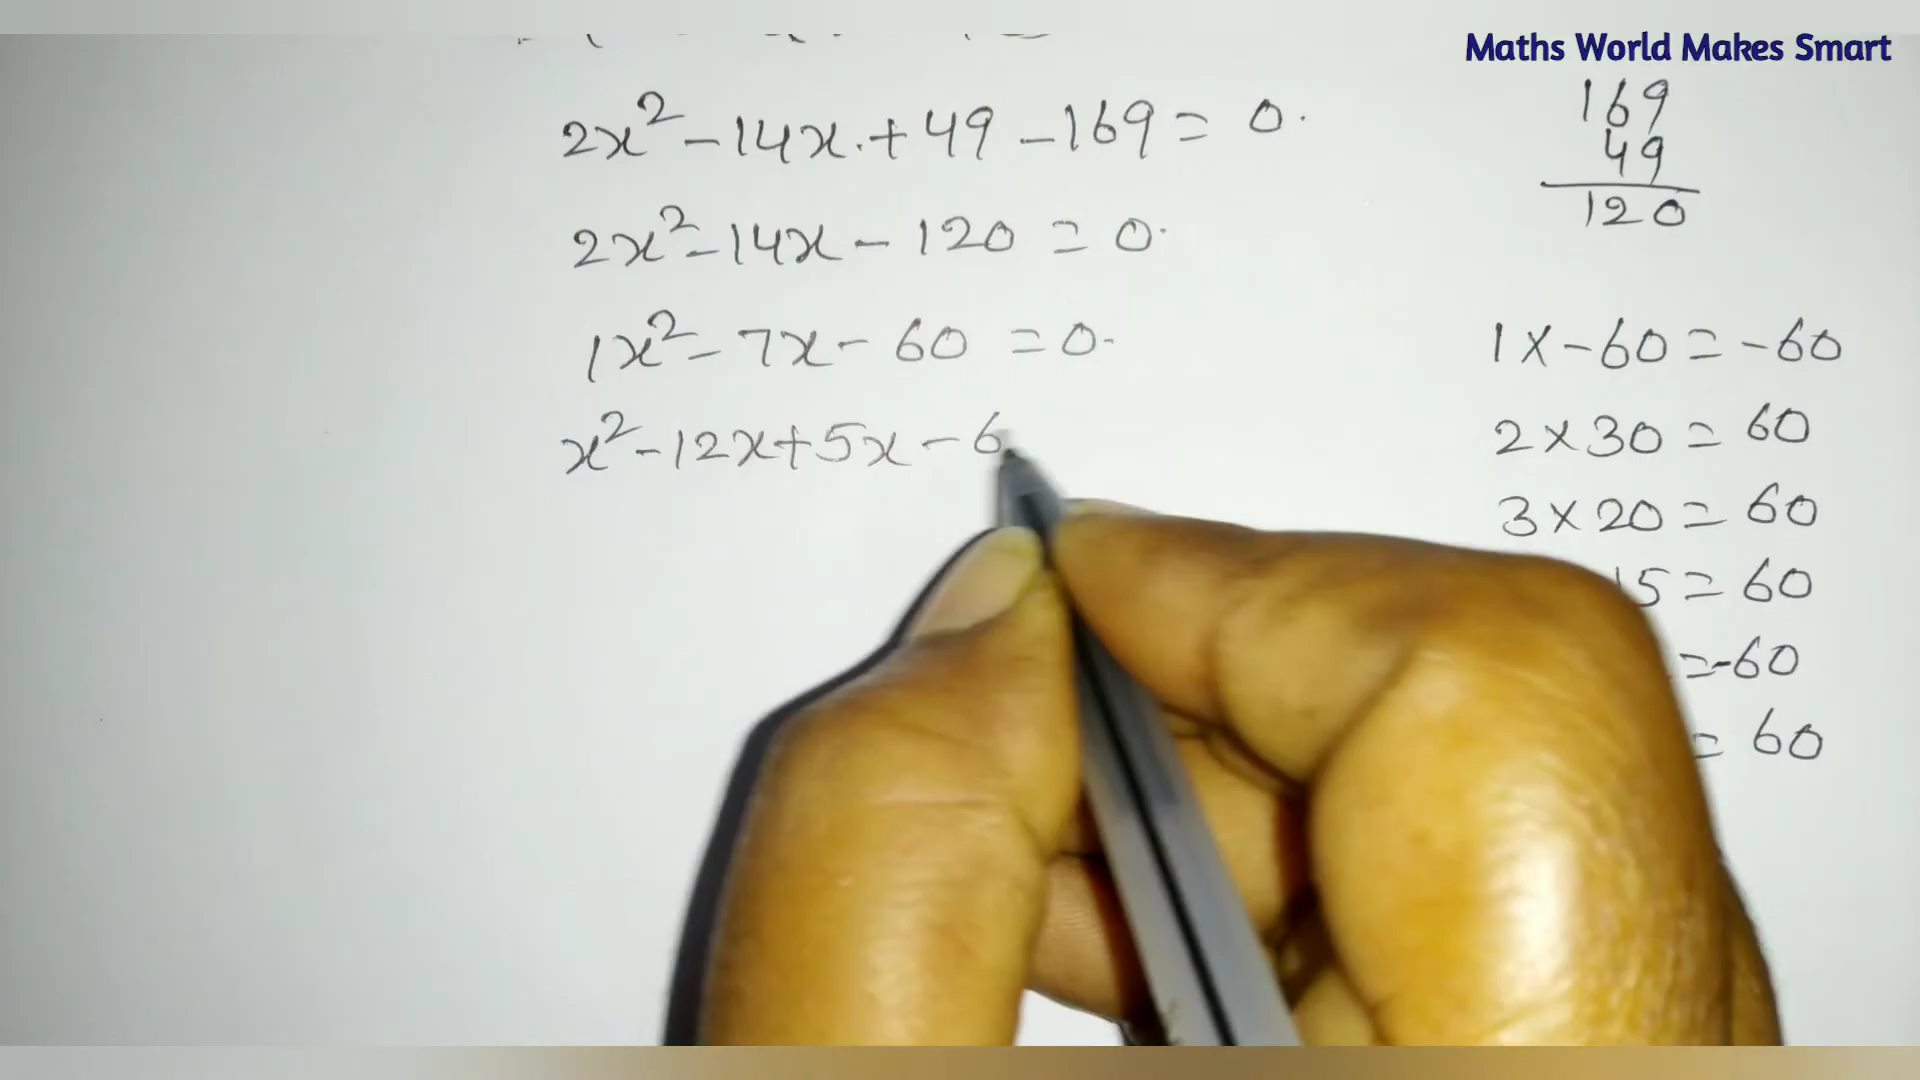 Maths World Makes Smart
2x² - 14x + 49 - 169 = 0.
2x² - 14x - 120 = 0.
1x² - 7x - 60 = 0.
x² - 12x + 5x - 6
169
49
120
1 x -60 = -60
2 x 30 = 60
3 x 20 = 60
15 = 60
= -60
= 60